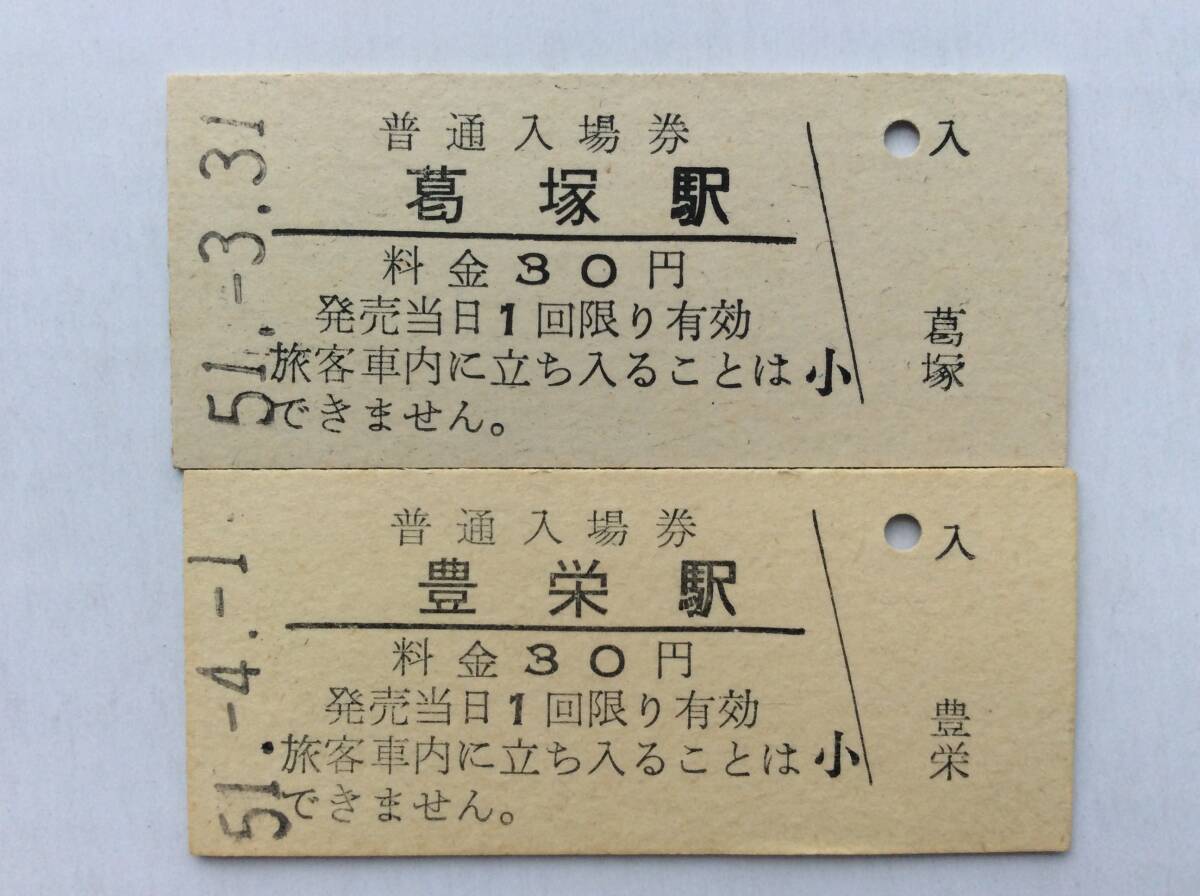 51.-3.31
普通入場券
葛塚駅
料金30円
発売当日1回限り有効
旅客車内に立ち入ることは
できません。
小
入
葛塚
51.-4.-1
普通入場券
豊栄駅
料金30円
発売当日1回限り有効
旅客車内に立ち入ることは
できません。
小
入
豊栄